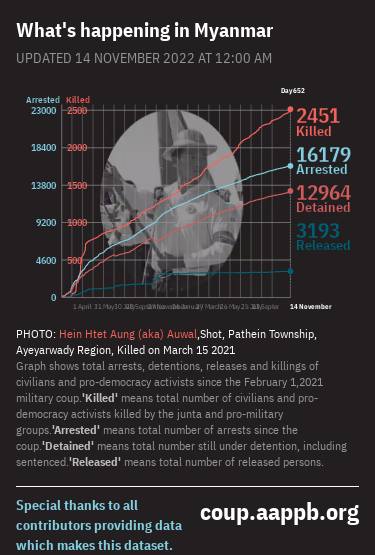 What's happening in Myanmar
UPDATED 14 NOVEMBER 2022 AT 12:00 AM
Day652
Arrested Killed
23000 2500
2451
Killed
18400 2000
16179
Arrested
13800 1500
12964
Detained
9200 1000
3193
Released
4600 500
0
1 April 31 May 14 November
PHOTO: Hein Htet Aung (aka) Auwal,Shot, Pathein Township,
Ayeyarwady Region, Killed on March 15 2021
Graph shows total arrests, detentions, releases and killings of
civilians and pro-democracy activists since the February 1,2021
military coup.'Killed' means total number of civilians and pro-
democracy activists killed by the junta and pro-military
groups.'Arrested' means total number of arrests since the
coup.'Detained' means total number still under detention, including
sentenced.'Released' means total number of released persons.
Special thanks to all
contributors providing data
which makes this dataset.
coup.aappb.org